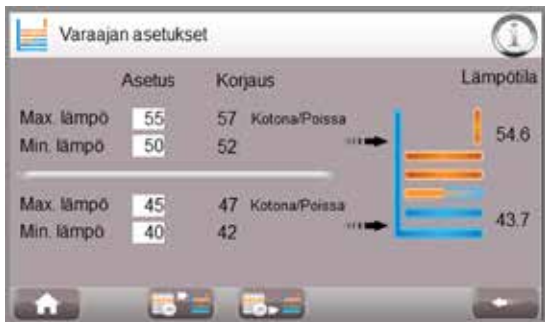 Varaajan asetukset
Asetus Korjaus Lämpötila
Max. lämpö 55 57 Kotona/Poissa
Min. lämpö 50 52
54.6
Max. lämpö 45 47 Kotona/Poissa
Min. lämpö 40 42
43.7